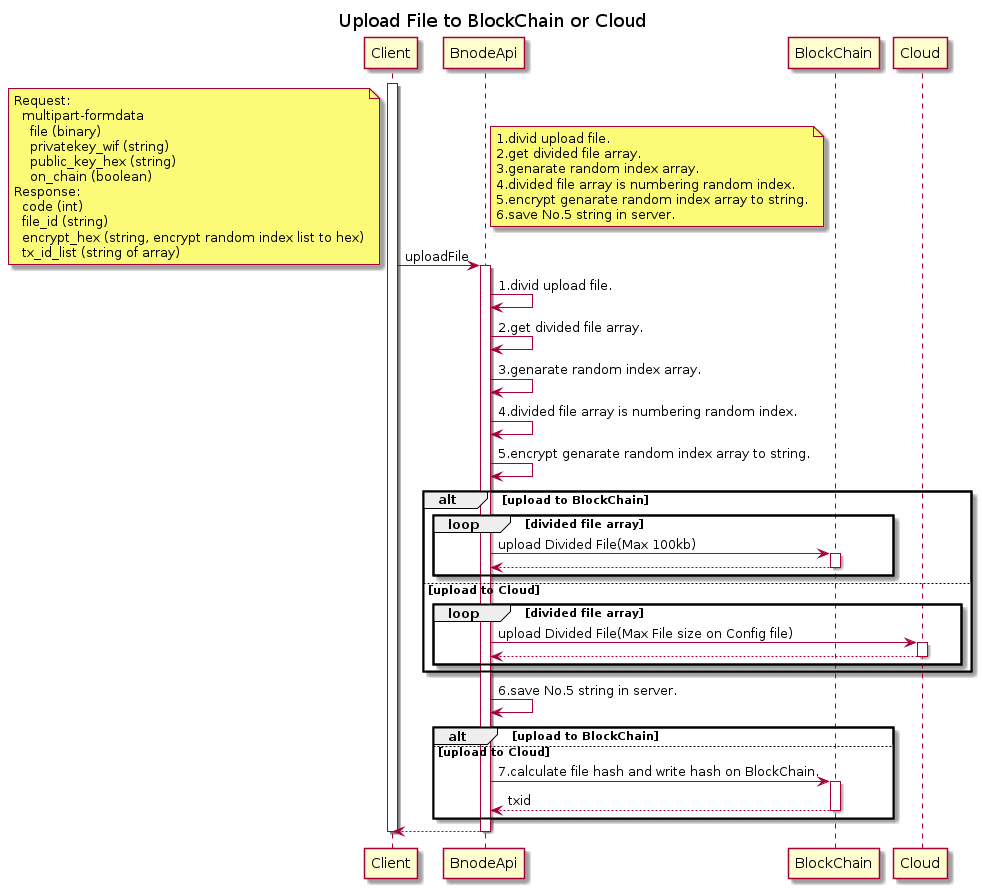 Upload File to BlockChain or Cloud
Client
BnodeApi
BlockChain
Cloud
Request:
multipart-formdata
file (binary)
privatekey_wif (string)
public_key_hex (string)
on_chain (boolean)
Response:
code (int)
file_id (string)
encrypt_hex (string, encrypt random index list to hex)
tx_id_list (string of array)
1.divid upload file.
2.get divided file array.
3.genarate random index array.
4.divided file array is numbering random index.
5.encrypt genarate random index array to string.
6.save No.5 string in server.
uploadFile
1.divid upload file.
2.get divided file array.
3.genarate random index array.
4.divided file array is numbering random index.
5.encrypt genarate random index array to string.
alt [upload to BlockChain]
loop [divided file array]
upload Divided File(Max 100kb)
[upload to Cloud]
loop [divided file array]
upload Divided File(Max File size on Config file)
6.save No.5 string in server.
alt [upload to BlockChain]
[upload to Cloud]
7.calculate file hash and write hash on BlockChain.
txid
Client
BnodeApi
BlockChain
Cloud